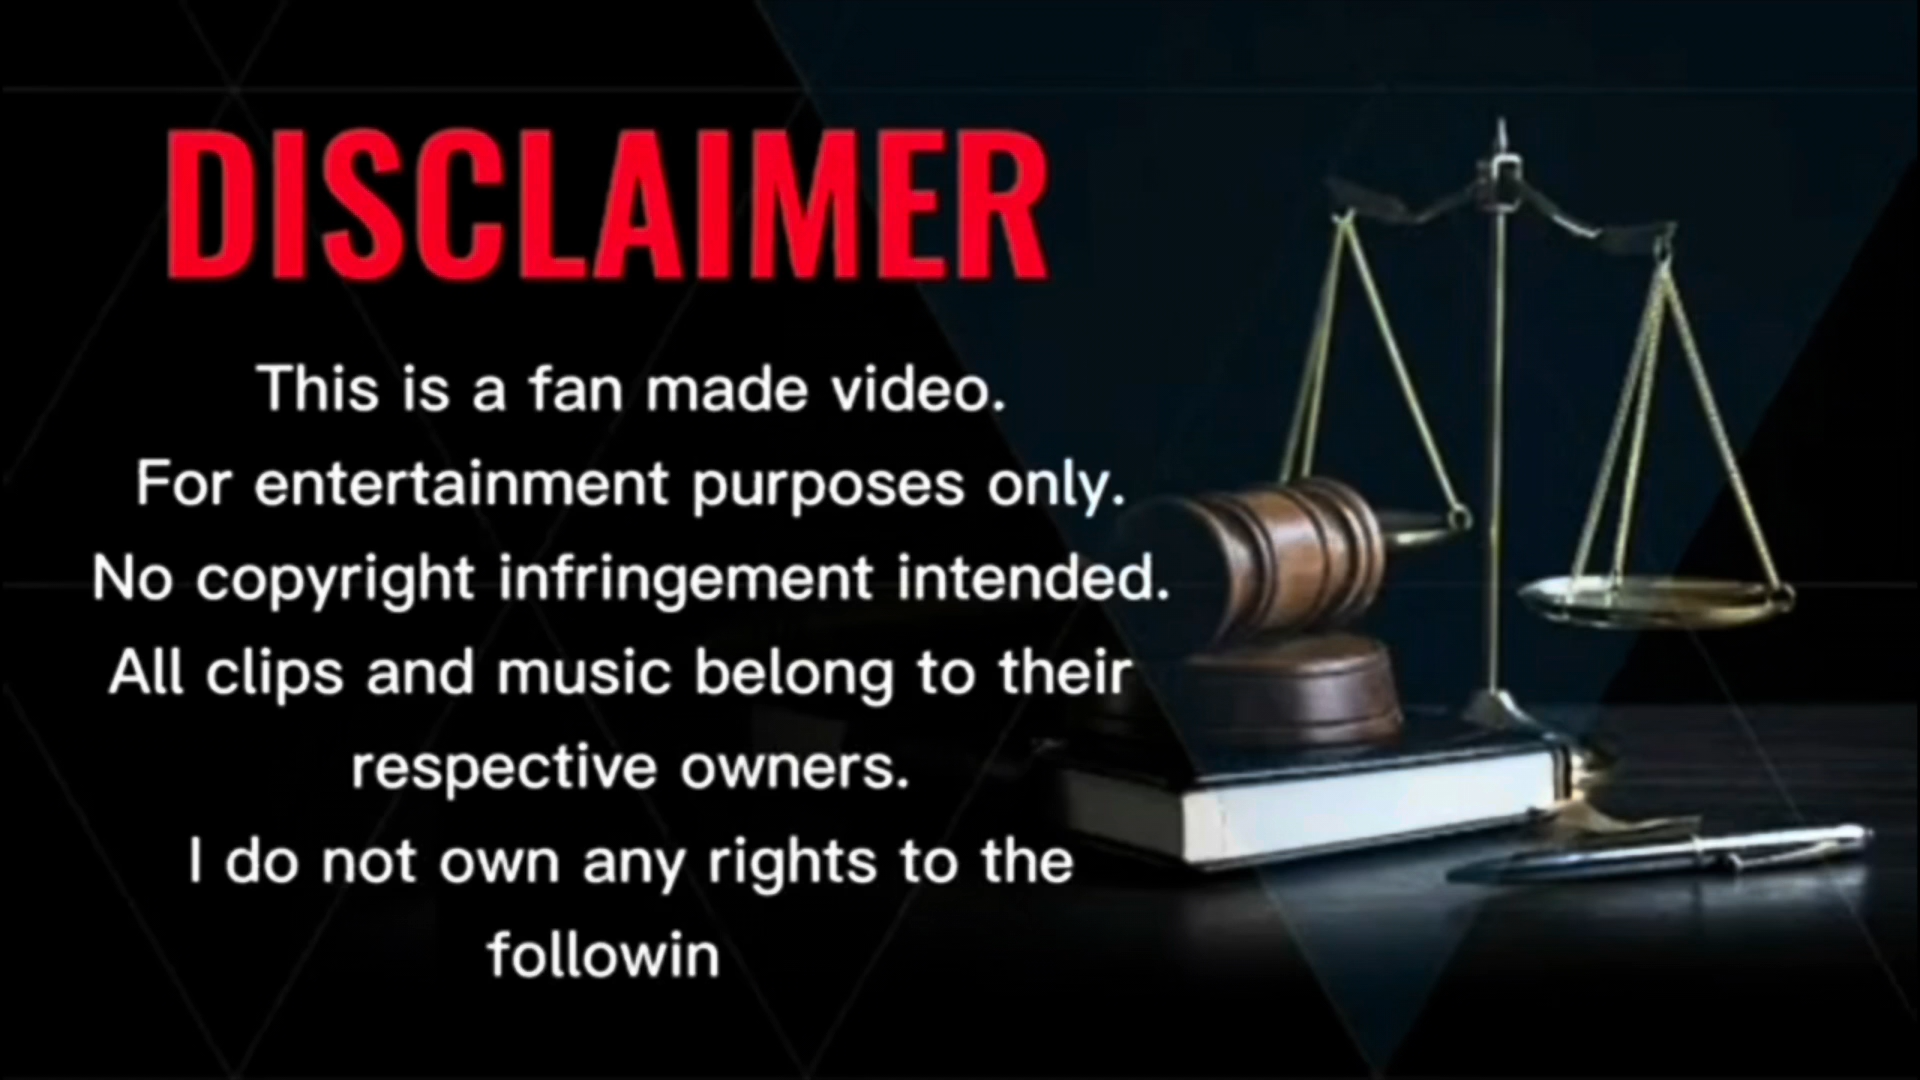 DISCLAIMER
This is a fan made video.
For entertainment purposes only.
No copyright infringement intended.
All clips and music belong to their
respective owners.
I do not own any rights to the
followin